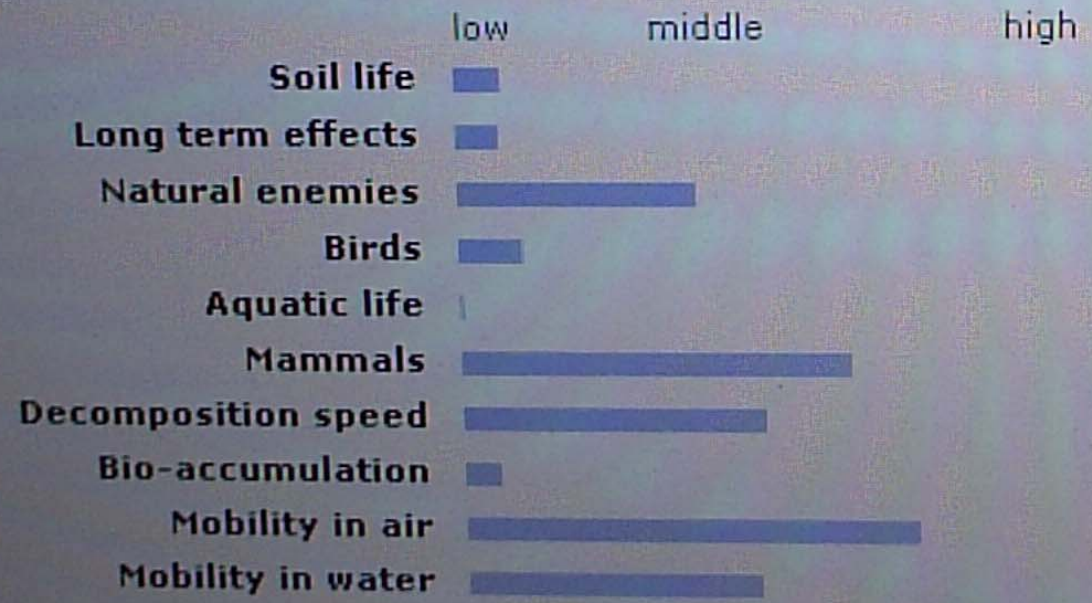 low middle high
Soil life
Long term effects
Natural enemies
Birds
Aquatic life
Mammals
Decomposition speed
Bio-accumulation
Mobility in air
Mobility in water